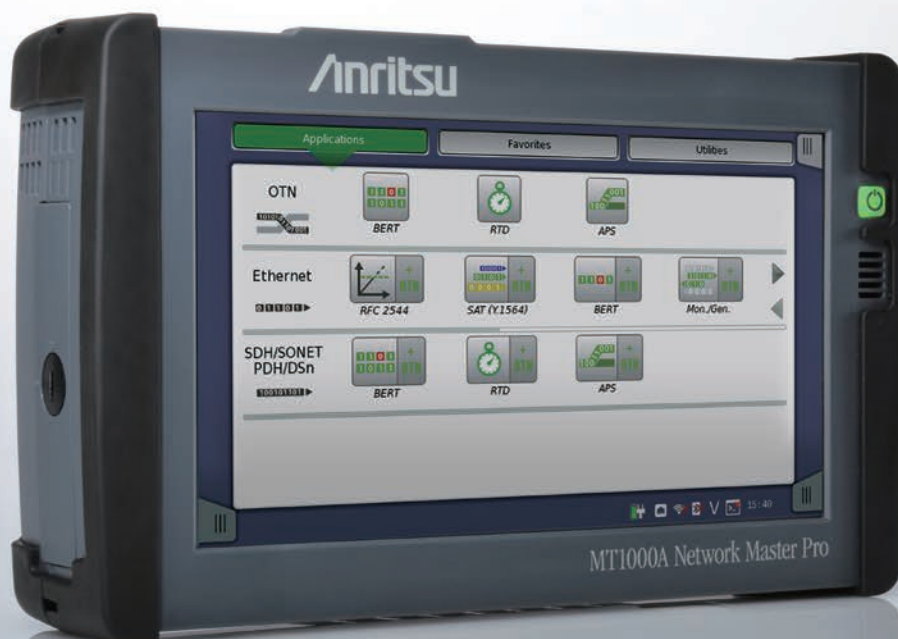 Anritsu
Applications
Favorites
Utilities
OTN
BERT
RTD
APS
Ethernet
RFC 2544
SAT (Y.1564)
BERT
Mon./Gen.
SDH/SONET
PDH/DSn
BERT
RTD
APS
15:40
MT1000A Network Master Pro